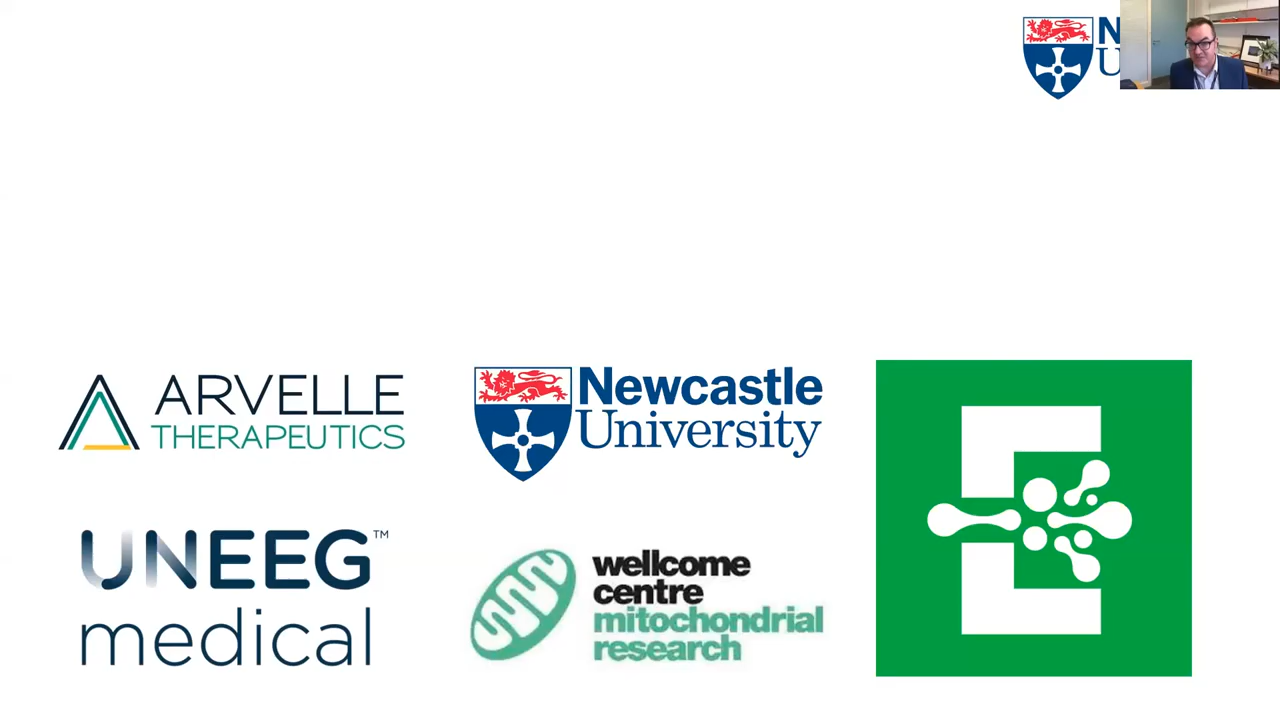 N
U
ARVELLE
THERAPEUTICS
Newcastle
University
UNEEG™
medical
wellcome
centre
mitochondrial
research
E